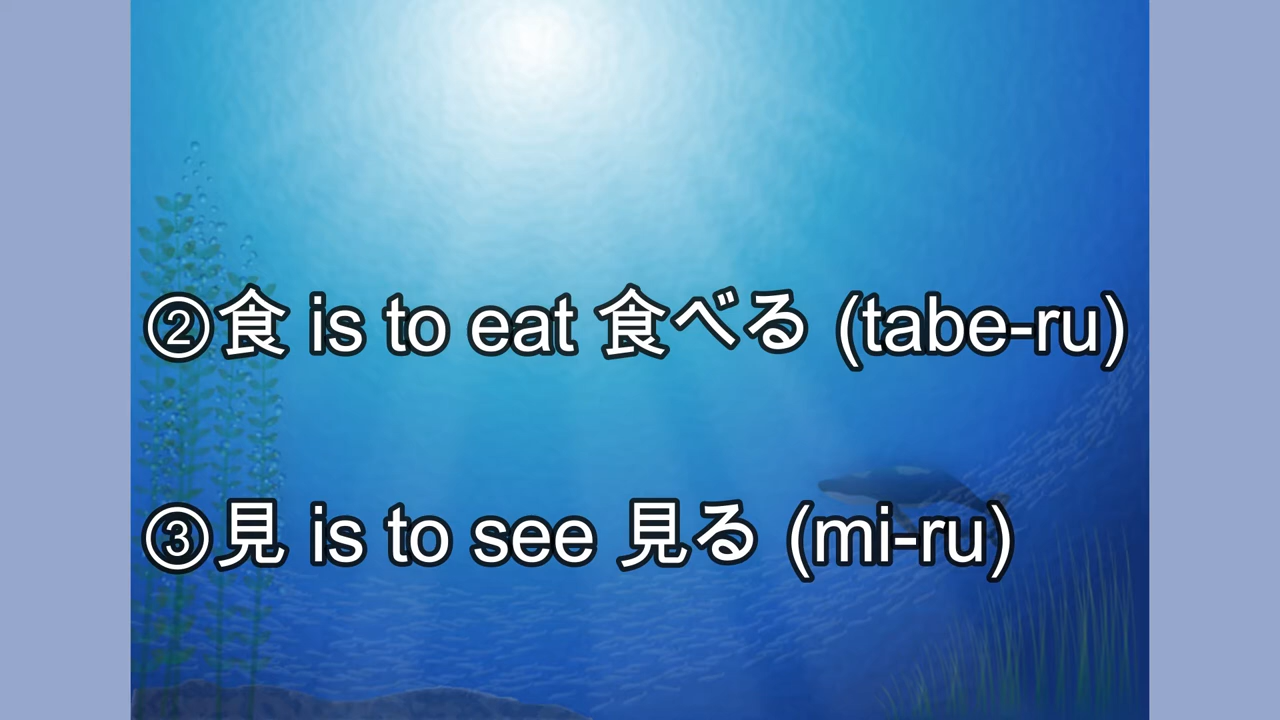 ②食 is to eat 食べる (tabe-ru)
③見 is to see 見る (mi-ru)